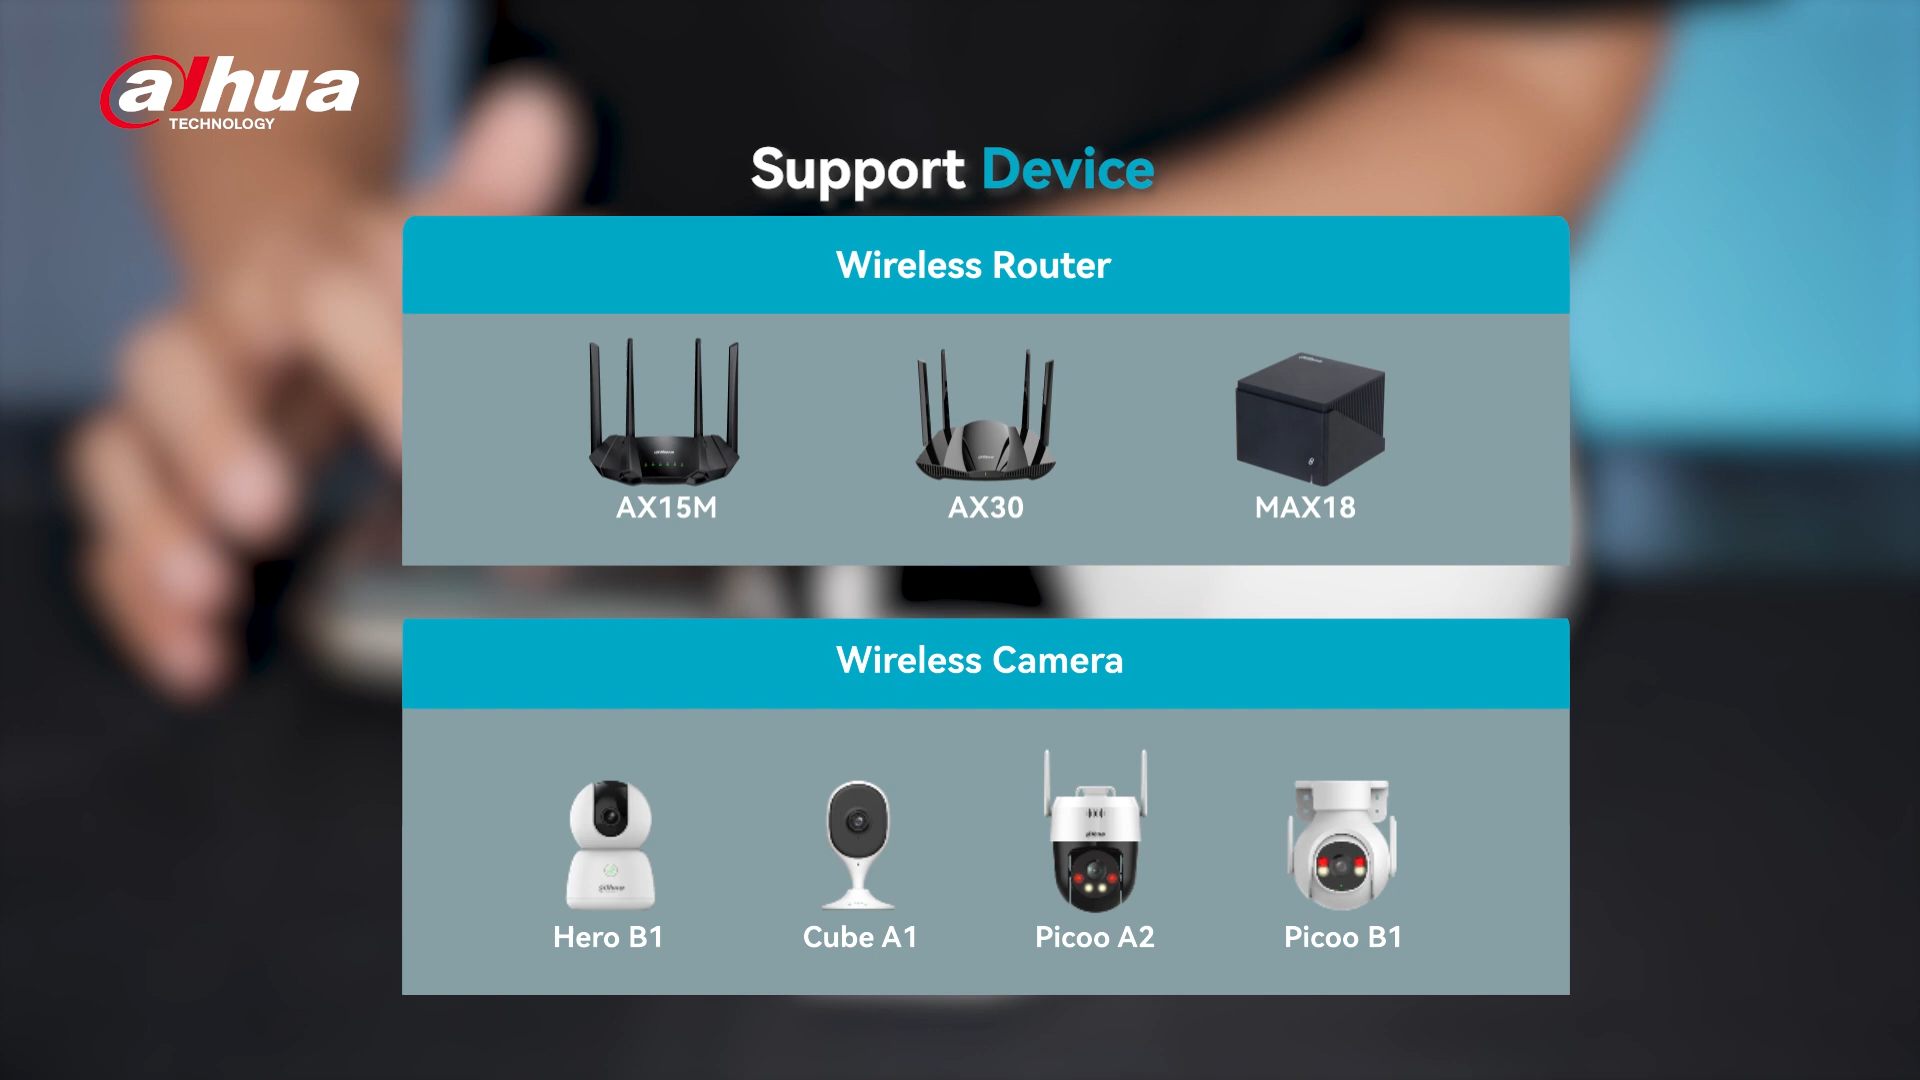 alhua
TECHNOLOGY
Support Device
Wireless Router
AX15M
AX30
MAX18
Wireless Camera
Hero B1
Cube A1
Picoo A2
Picoo B1